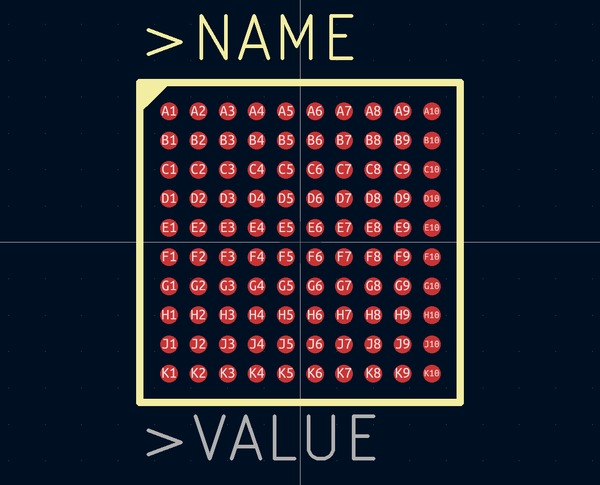 >NAME
A1 A2 A3 A4 A5 A6 A7 A8 A9 A10
B1 B2 B3 B4 B5 B6 B7 B8 B9 B10
C1 C2 C3 C4 C5 C6 C7 C8 C9 C10
D1 D2 D3 D4 D5 D6 D7 D8 D9 D10
E1 E2 E3 E4 E5 E6 E7 E8 E9 E10
F1 F2 F3 F4 F5 F6 F7 F8 F9 F10
G1 G2 G3 G4 G5 G6 G7 G8 G9 G10
H1 H2 H3 H4 H5 H6 H7 H8 H9 H10
J1 J2 J3 J4 J5 J6 J7 J8 J9 J10
K1 K2 K3 K4 K5 K6 K7 K8 K9 K10
>VALUE